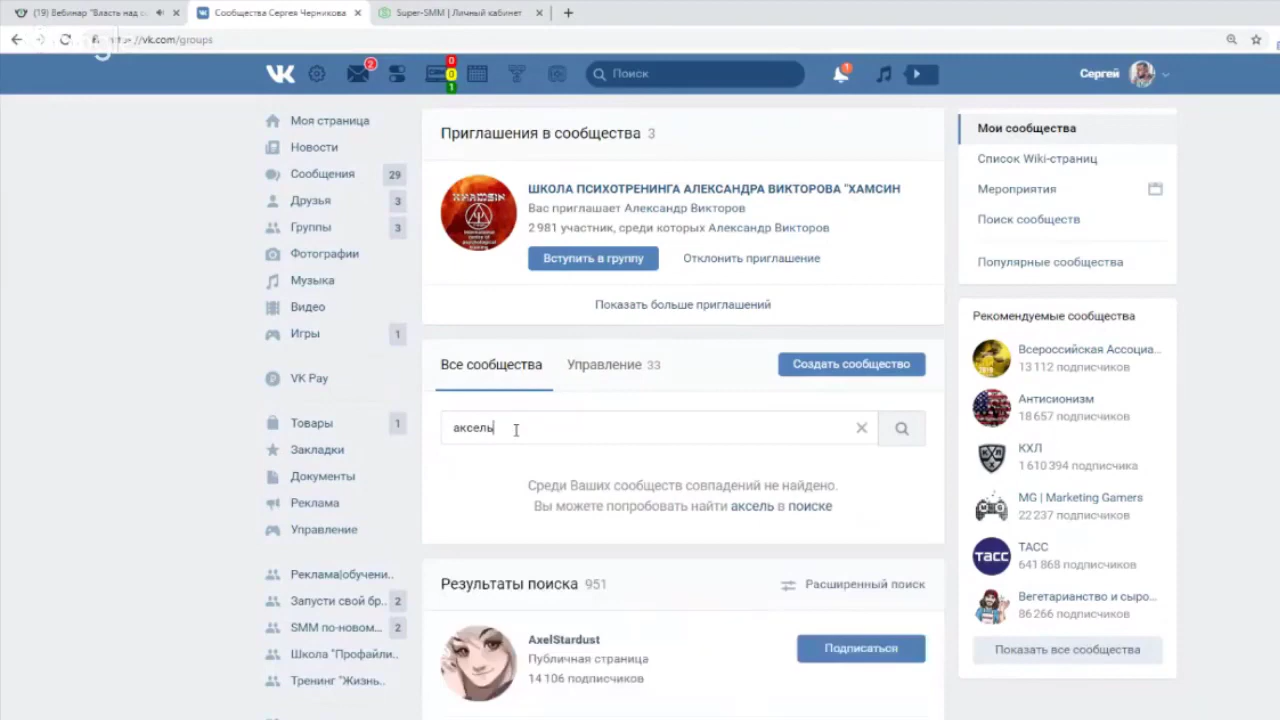 (19) Вебинар "Власть над со
Сообщества Сергея Черникова
Super-SMM | Личный кабинет
vk.com/groups
2
0
0
1
Поиск
1
Сергей
Моя страница
Новости
Сообщения 29
Друзья 3
Группы 3
Фотографии
Музыка
Видео
Игры 1
VK Pay
Товары 1
Закладки
Документы
Реклама
Управление
Реклама|обучени..
Запусти свой бр.. 2
SMM по-новом... 2
Школа "Профайли..
Тренинг "Жизнь..
Приглашения в сообщества 3
KHAMSIN
ШКОЛА ПСИХОТРЕНИНГА АЛЕКСАНДРА ВИКТОРОВА "ХАМСИН
Вас приглашает Александр Викторов
2 981 участник, среди которых Александр Викторов
Вступить в группу Отклонить приглашение
Показать больше приглашений
Все сообщества Управление 33 Создать сообщество
аксель
Среди Ваших сообществ совпадений не найдено.
Вы можете попробовать найти аксель в поиске
Результаты поиска 951 Расширенный поиск
AxelStardust
Публичная страница
14 106 подписчиков
Подписаться
Мои сообщества
Список Wiki-страниц
Мероприятия
Поиск сообществ
Популярные сообщества
Рекомендуемые сообщества
Всероссийская Ассоциа...
13 112 подписчиков
Антисионизм
18 657 подписчиков
КХЛ
1 610 394 подписчика
MG | Marketing Gamers
22 237 подписчиков
ТАСС
ТАСС
641 868 подписчиков
Вегетарианство и сыро...
86 266 подписчиков
Показать все сообщества